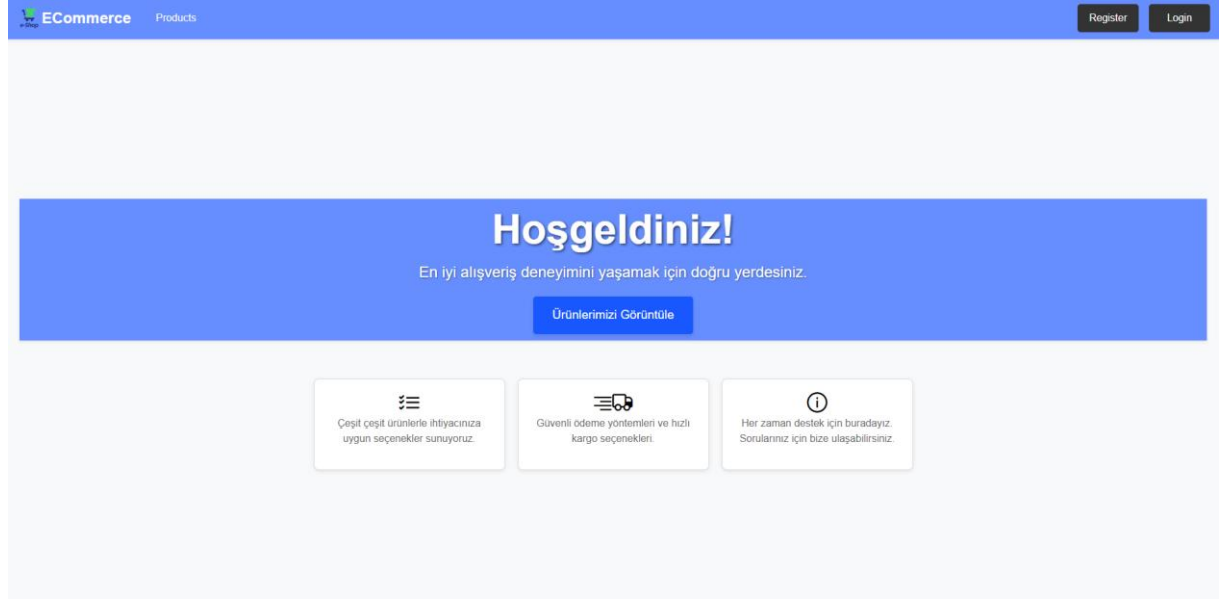 e-Shop
ECommerce
Products
Register
Login
Hoşgeldiniz!
En iyi alışveriş deneyimini yaşamak için doğru yerdesiniz.
Ürünlerimizi Görüntüle
Çeşit çeşit ürünlerle ihtiyacınıza
uygun seçenekler sunuyoruz.
Güvenli ödeme yöntemleri ve hızlı
kargo seçenekleri.
Her zaman destek için buradayız.
Sorularınız için bize ulaşabilirsiniz.